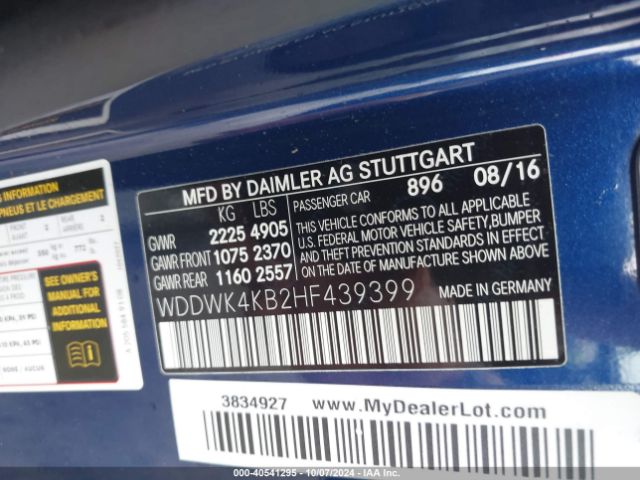 MFD BY DAIMLER AG STUTTGART
KG LBS
GVWR 2225 4905
GAWR FRONT 1075 2370
GAWR REAR 1160 2557
PASSENGER CAR 896 08/16
THIS VEHICLE CONFORMS TO ALL APPLICABLE
U.S. FEDERAL MOTOR VEHICLE SAFETY, BUMPER
AND THEFT PREVENTION STANDARDS IN EFFECT
ON THE DATE OF MANUFACTURE SHOWN ABOVE.
WDDWK4KB2HF439399
MADE IN GERMANY
INFORMATION
PNEUS ET LE CHARGEMENT
SEE OWNER'S
MANUAL FOR
ADDITIONAL
INFORMATION
3834927 www.MyDealerLot.com
000-40541295 - 10/07/2024 - IAA Inc.